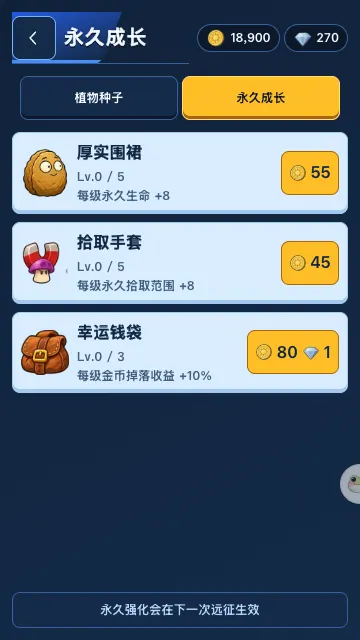 永久成长
18,900
270
植物种子
永久成长
厚实围裙
Lv.0 / 5
每级永久生命 +8
55
拾取手套
Lv.0 / 5
每级永久拾取范围 +8
45
幸运钱袋
Lv.0 / 3
每级金币掉落收益 +10%
80 1
永久强化会在下一次远征生效